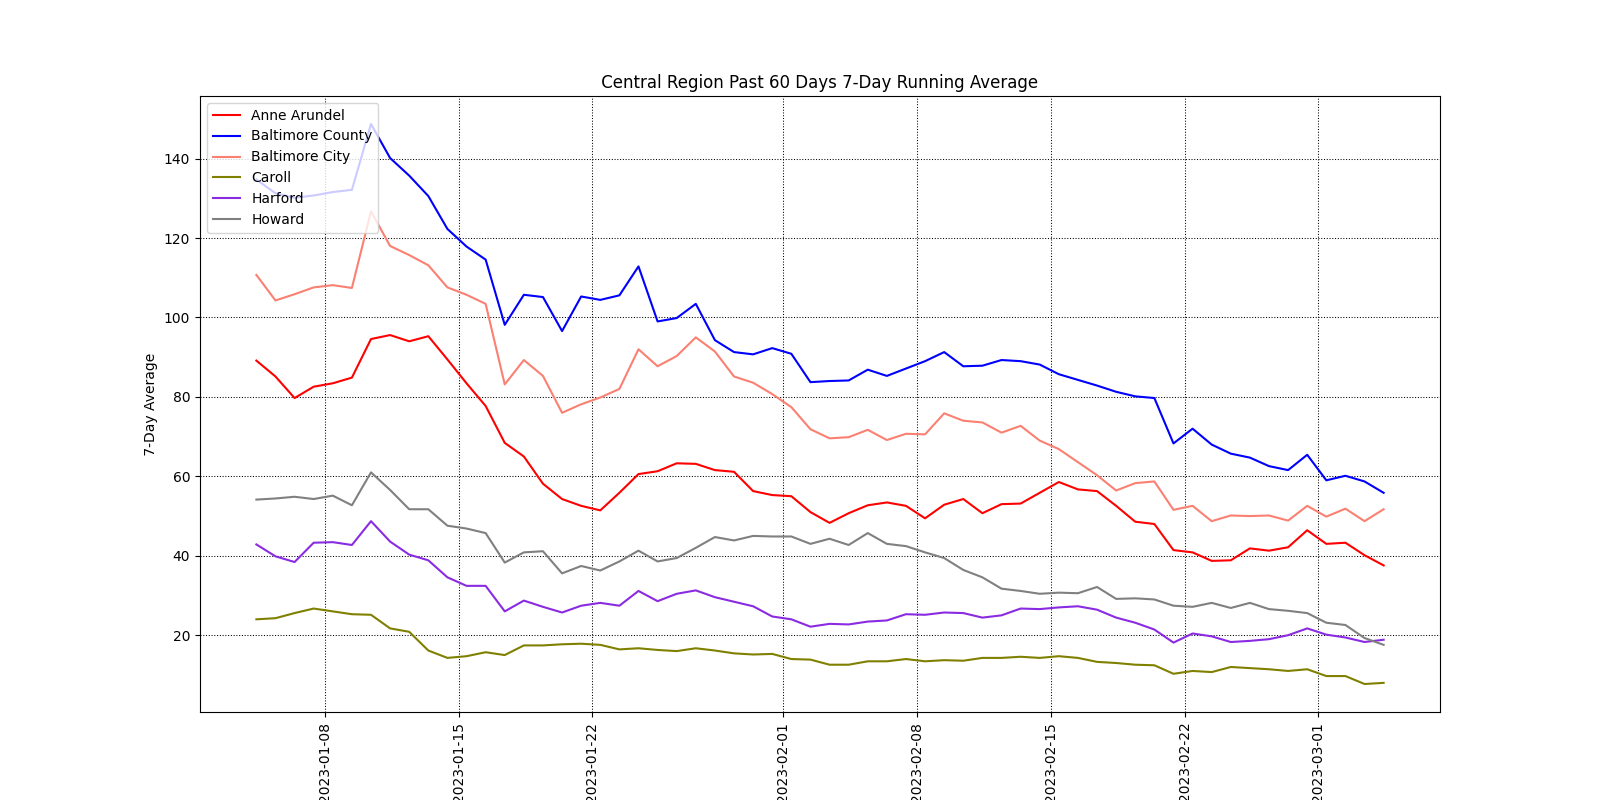 Central Region Past 60 Days 7-Day Running Average
Anne Arundel
Baltimore County
Baltimore City
Caroll
Harford
Howard
7-Day Average
140
120
100
80
60
40
20
2023-01-08
2023-01-15
2023-01-22
2023-02-01
2023-02-08
2023-02-15
2023-02-22
2023-03-01